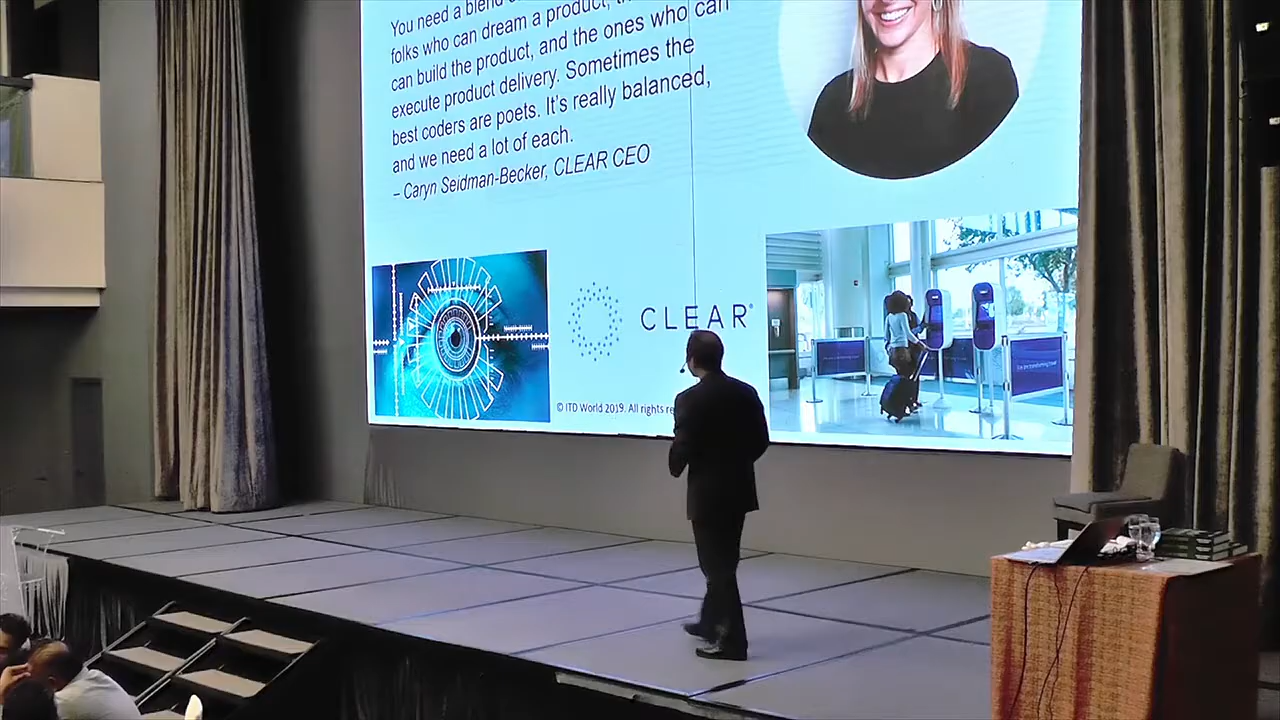 You need a blend
folks who can dream a product,
can build the product, and the ones who can
execute product delivery. Sometimes the
best coders are poets. It's really balanced,
and we need a lot of each.
– Caryn Seidman-Becker, CLEAR CEO
CLEAR
© ITD World 2019. All rights